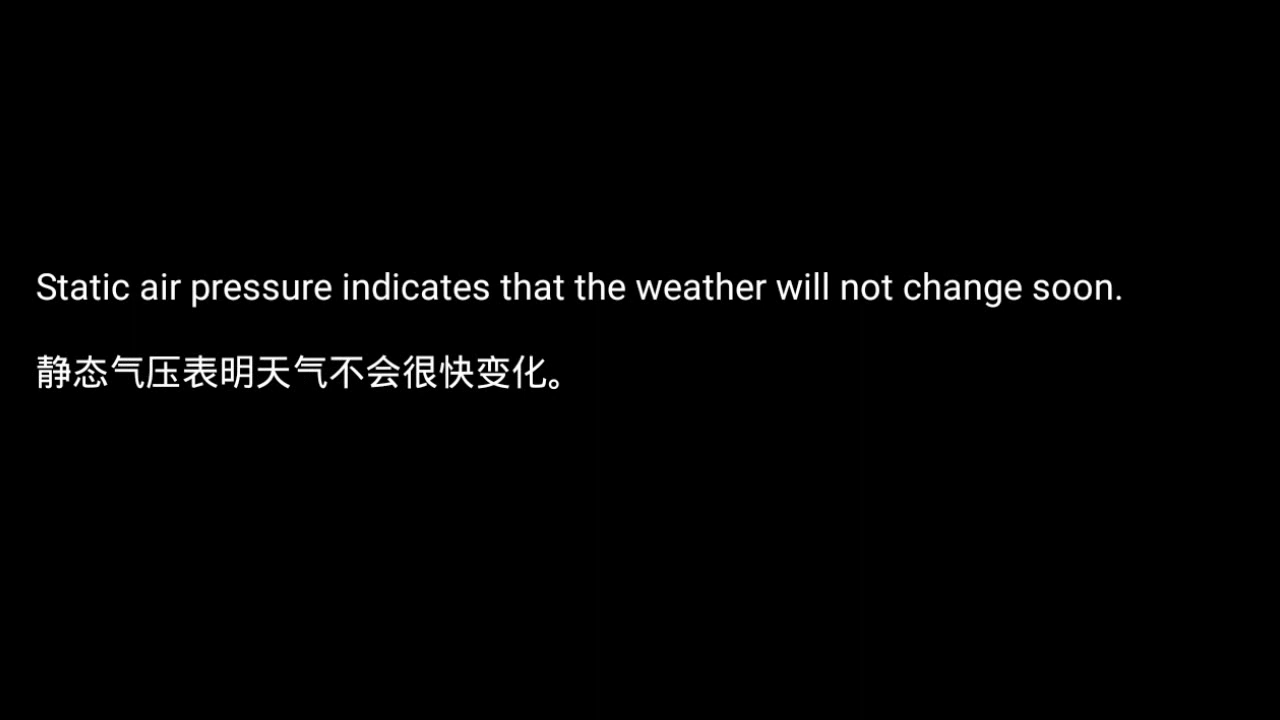 Static air pressure indicates that the weather will not change soon.
静态气压表明天气不会很快变化。